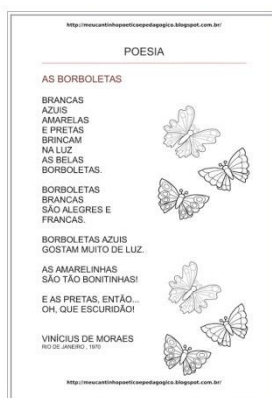 http://meucantinhopoeticaepedagogico.blogspot.com.br/
POESIA
AS BORBOLETAS
BRANCAS
AZUIS
AMARELAS
E PRETAS
BRINCAM
NA LUZ
AS BELAS
BORBOLETAS.
BORBOLETAS
BRANCAS
SÃO ALEGRES E
FRANCAS.
BORBOLETAS AZUIS
GOSTAM MUITO DE LUZ.
AS AMARELINHAS
SÃO TÃO BONITINHAS!
E AS PRETAS, ENTÃO...
OH, QUE ESCURIDÃO!
VINÍCIUS DE MORAES
RIO DE JANEIRO , 1970
http://meucantinhopoeticaepedagogico.blogspot.com.br/